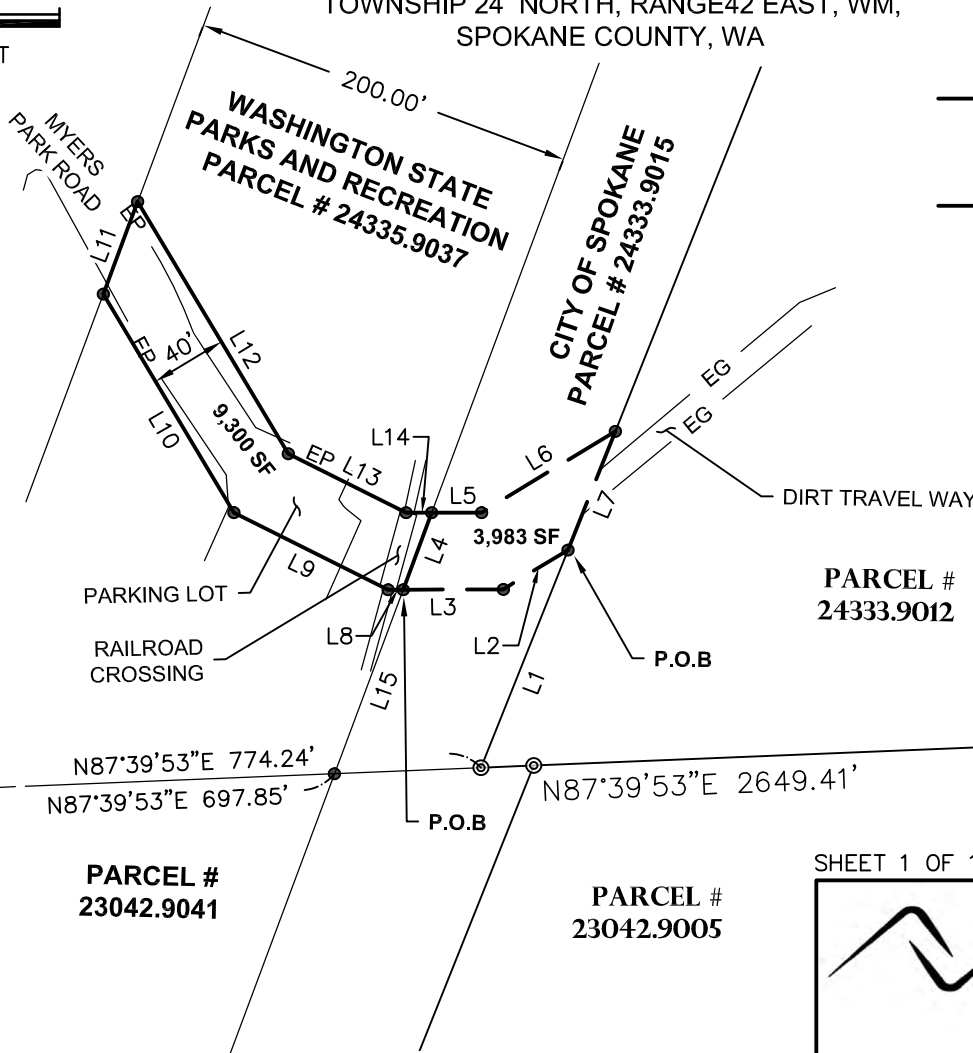 TOWNSHIP 24 NORTH, RANGE42 EAST, WM,
SPOKANE COUNTY, WA
T
200.00'
MYERS
PARK ROAD
WASHINGTON STATE
PARKS AND RECREATION
PARCEL # 24335.9037
CITY OF SPOKANE
PARCEL # 24333.9015
EP
L11
EP
40'
L12
L10
9,300 SF
EP
L13
L14
L5
L6
EG
EG
L7
DIRT TRAVEL WAY
3,983 SF
L4
L9
L3
L8
L2
PARKING LOT
RAILROAD
CROSSING
L15
L1
P.O.B
PARCEL #
24333.9012
N87°39'53"E 774.24'
N87°39'53"E 697.85'
N87°39'53"E 2649.41'
P.O.B
PARCEL #
23042.9041
PARCEL #
23042.9005
SHEET 1 OF